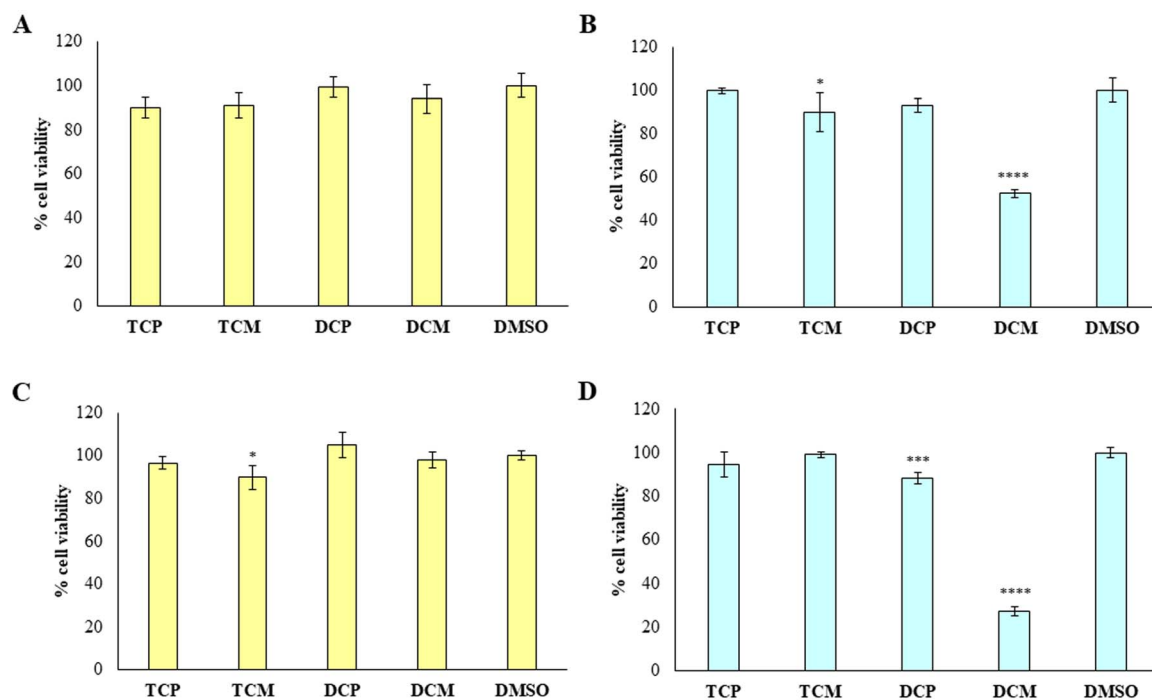 A
% cell viability
120
100
80
60
40
20
0
TCP TCM DCP DCM DMSO
B
% cell viability
120
100
80
60
40
20
0
*
****
TCP TCM DCP DCM DMSO
C
% cell viability
120
100
80
60
40
20
0
*
TCP TCM DCP DCM DMSO
D
% cell viability
120
100
80
60
40
20
0
***
****
TCP TCM DCP DCM DMSO